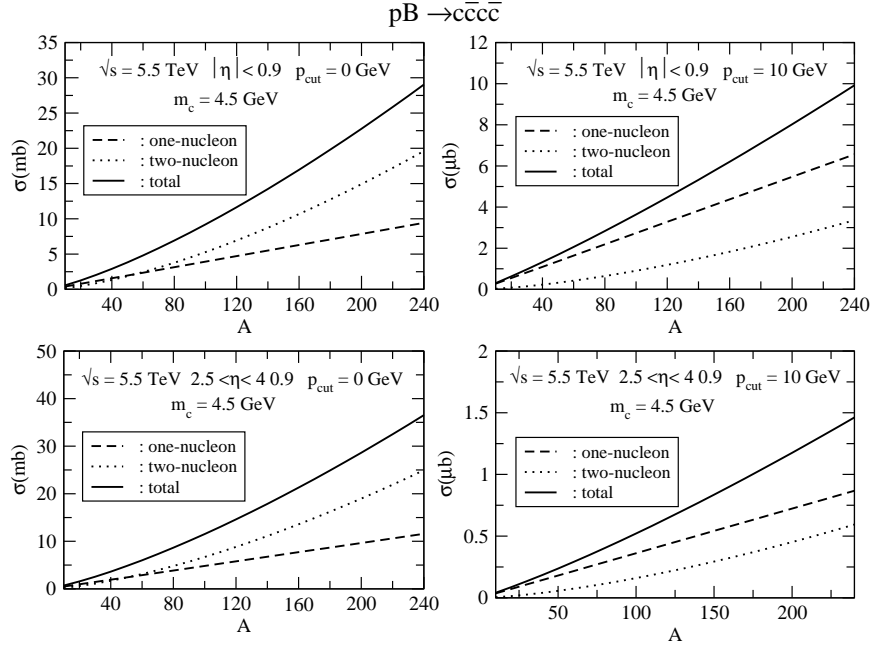 pB → cc̄cc̄
√s = 5.5 TeV |η| < 0.9 p_cut = 0 GeV
m_c = 4.5 GeV
: one-nucleon
: two-nucleon
: total
σ(mb)
35
30
25
20
15
10
5
0
40 80 120 160 200 240
A
√s = 5.5 TeV |η| < 0.9 p_cut = 10 GeV
m_c = 4.5 GeV
: one-nucleon
: two-nucleon
: total
σ(μb)
12
10
8
6
4
2
0
40 80 120 160 200 240
A
√s = 5.5 TeV 2.5 <η< 4 0.9 p_cut = 0 GeV
m_c = 4.5 GeV
: one-nucleon
: two-nucleon
: total
σ(mb)
50
40
30
20
10
0
40 80 120 160 200 240
A
√s = 5.5 TeV 2.5 <η< 4 0.9 p_cut = 10 GeV
m_c = 4.5 GeV
: one-nucleon
: two-nucleon
: total
σ(μb)
2
1.5
1
0.5
0
50 100 150 200
A